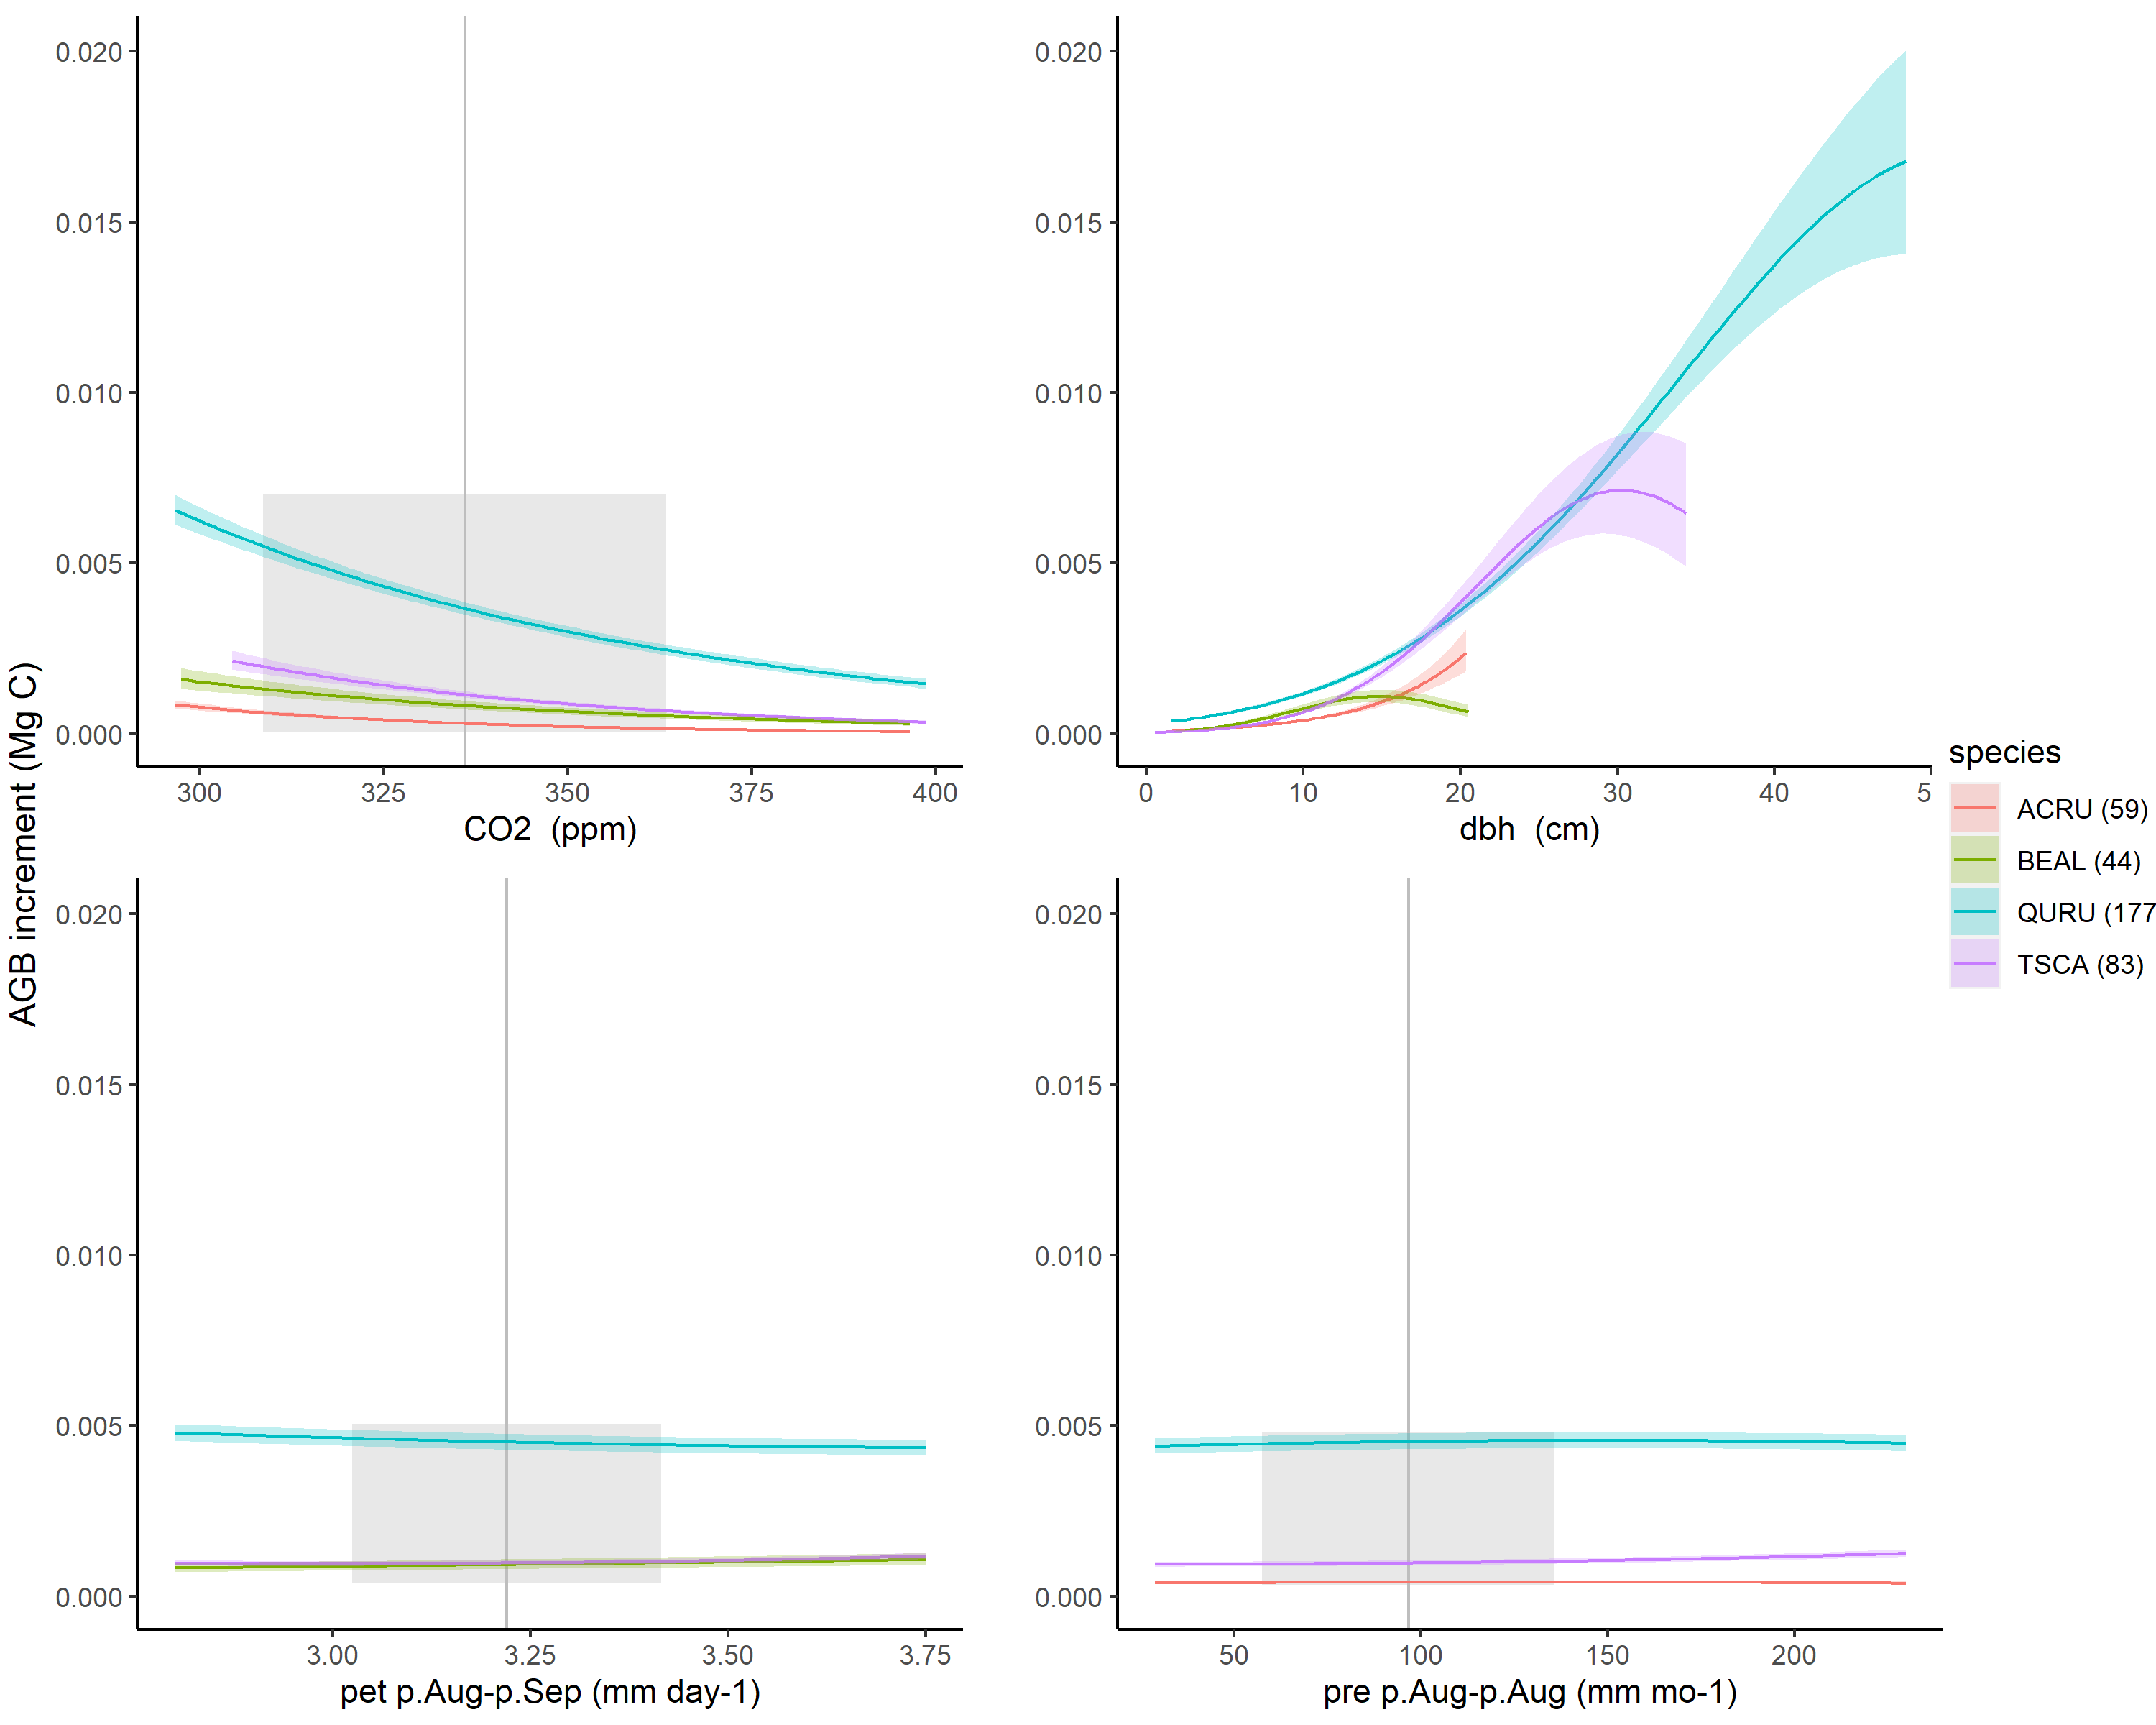 AGB increment (Mg C)
0.020
0.015
0.010
0.005
0.000
300 325 350 375 400
CO2 (ppm)
0.020
0.015
0.010
0.005
0.000
0 10 20 30 40 5
dbh (cm)
species
ACRU (59)
BEAL (44)
QURU (177
TSCA (83)
0.020
0.015
0.010
0.005
0.000
3.00 3.25 3.50 3.75
pet p.Aug-p.Sep (mm day-1)
0.020
0.015
0.010
0.005
0.000
50 100 150 200
pre p.Aug-p.Aug (mm mo-1)